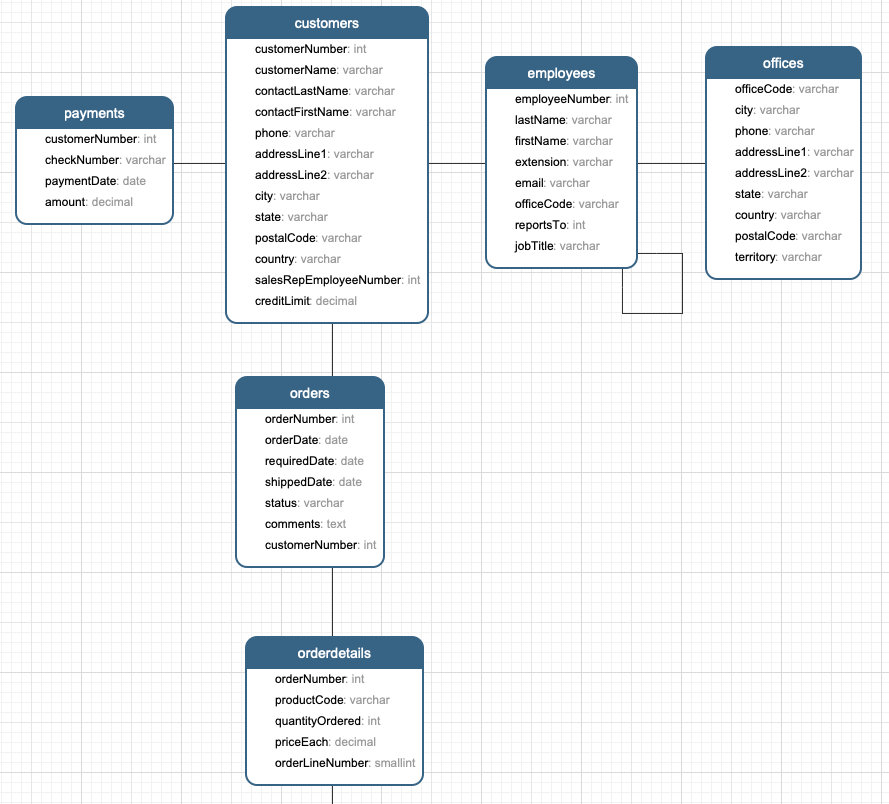 customers
customerNumber: int
customerName: varchar
contactLastName: varchar
contactFirstName: varchar
phone: varchar
addressLine1: varchar
addressLine2: varchar
city: varchar
state: varchar
postalCode: varchar
country: varchar
salesRepEmployeeNumber: int
creditLimit: decimal
employees
employeeNumber: int
lastName: varchar
firstName: varchar
extension: varchar
email: varchar
officeCode: varchar
reportsTo: int
jobTitle: varchar
offices
officeCode: varchar
city: varchar
phone: varchar
addressLine1: varchar
addressLine2: varchar
state: varchar
country: varchar
postalCode: varchar
territory: varchar
payments
customerNumber: int
checkNumber: varchar
paymentDate: date
amount: decimal
orders
orderNumber: int
orderDate: date
requiredDate: date
shippedDate: date
status: varchar
comments: text
customerNumber: int
orderdetails
orderNumber: int
productCode: varchar
quantityOrdered: int
priceEach: decimal
orderLineNumber: smallint